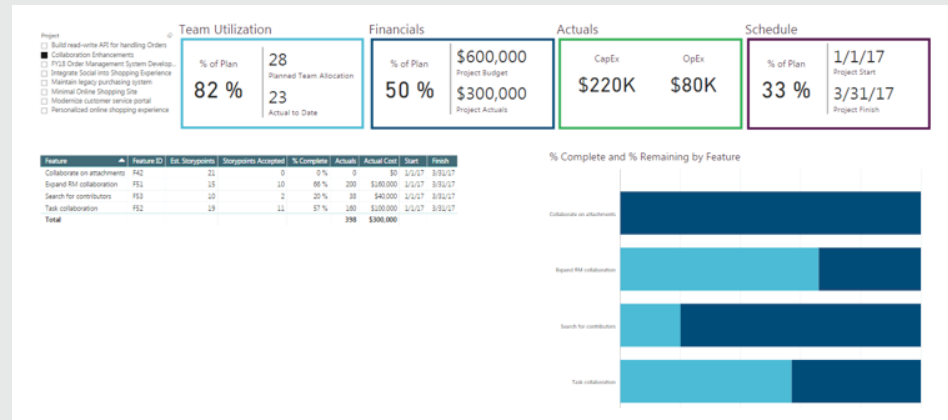 Project
Build read-write API for handling Orders
Collaboration Enhancements
FY18 Order Management System Develop...
Integrate Social into Shopping Experience
Maintain legacy purchasing system
Minimal Online Shopping Site
Modernize customer service portal
Personalized online shopping experience
Team Utilization
% of Plan
82 %
28
Planned Team Allocation
23
Actual to Date
Financials
% of Plan
50 %
$600,000
Project Budget
$300,000
Project Actuals
Actuals
CapEx OpEx
$220K $80K
Schedule
% of Plan
33 %
1/1/17
Project Start
3/31/17
Project Finish
Feature Feature ID Est. Storypoints Storypoints Accepted % Complete Actuals Actual Cost Start Finish
Collaborate on attachments F42 21 0 0 % 0 $0 1/1/17 3/31/17
Expand RM collaboration F51 15 10 66 % 200 $160,000 1/1/17 3/31/17
Search for contributors F53 10 2 20 % 38 $40,000 1/1/17 3/31/17
Task collaboration F52 19 11 57 % 160 $100,000 1/1/17 3/31/17
Total 398 $300,000
% Complete and % Remaining by Feature
Collaborate on attachments
Expand RM collaboration
Search for contributors
Task collaboration